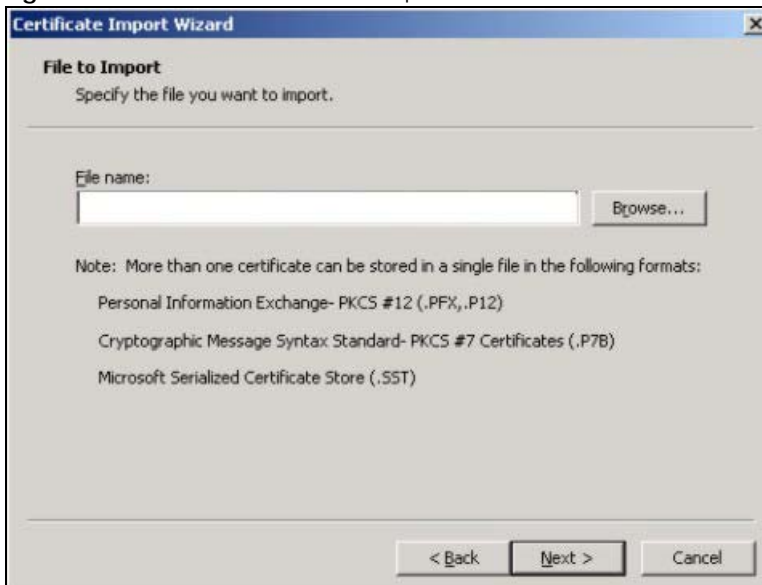 Certificate Import Wizard
File to Import
Specify the file you want to import.
File name:
Browse...
Note: More than one certificate can be stored in a single file in the following formats:
Personal Information Exchange- PKCS #12 (.PFX,.P12)
Cryptographic Message Syntax Standard- PKCS #7 Certificates (.P7B)
Microsoft Serialized Certificate Store (.SST)
< Back Next > Cancel